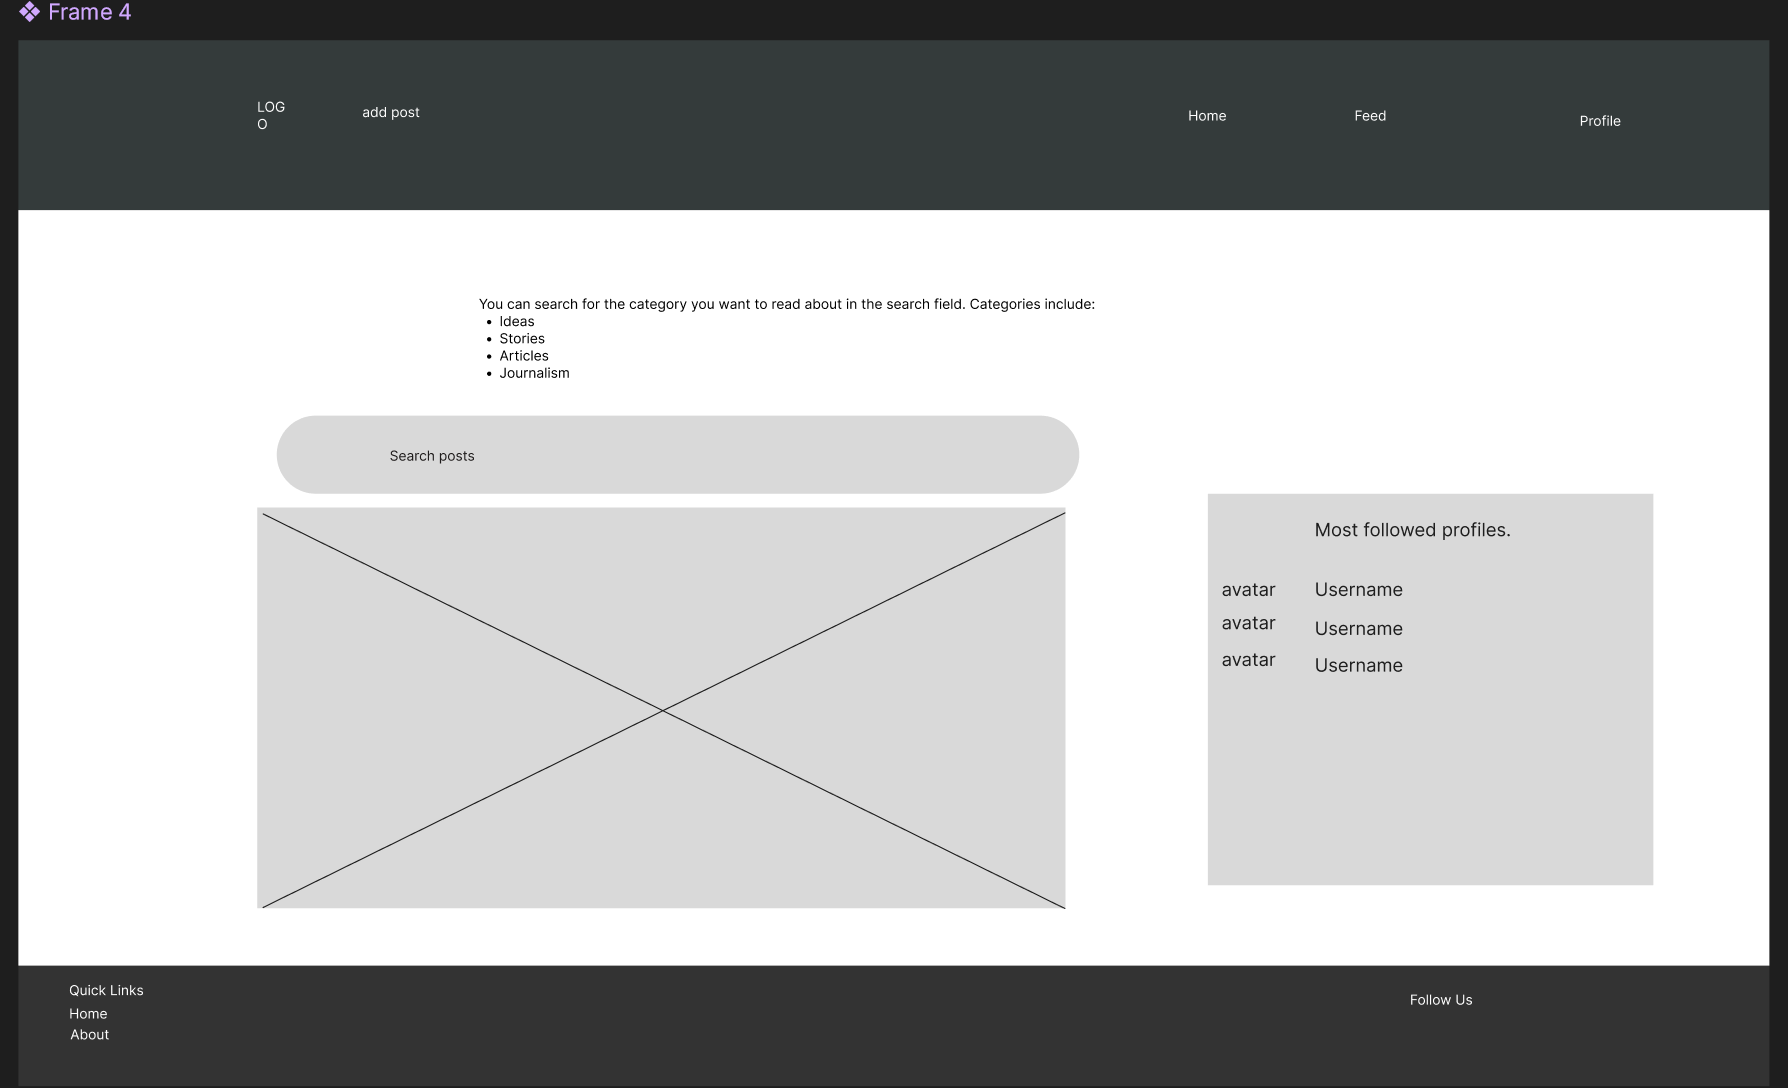 Frame 4
LOG
O
add post
Home
Feed
Profile
You can search for the category you want to read about in the search field. Categories include:
• Ideas
• Stories
• Articles
• Journalism
Search posts
Most followed profiles.
avatar Username
avatar Username
avatar Username
Quick Links
Home
About
Follow Us